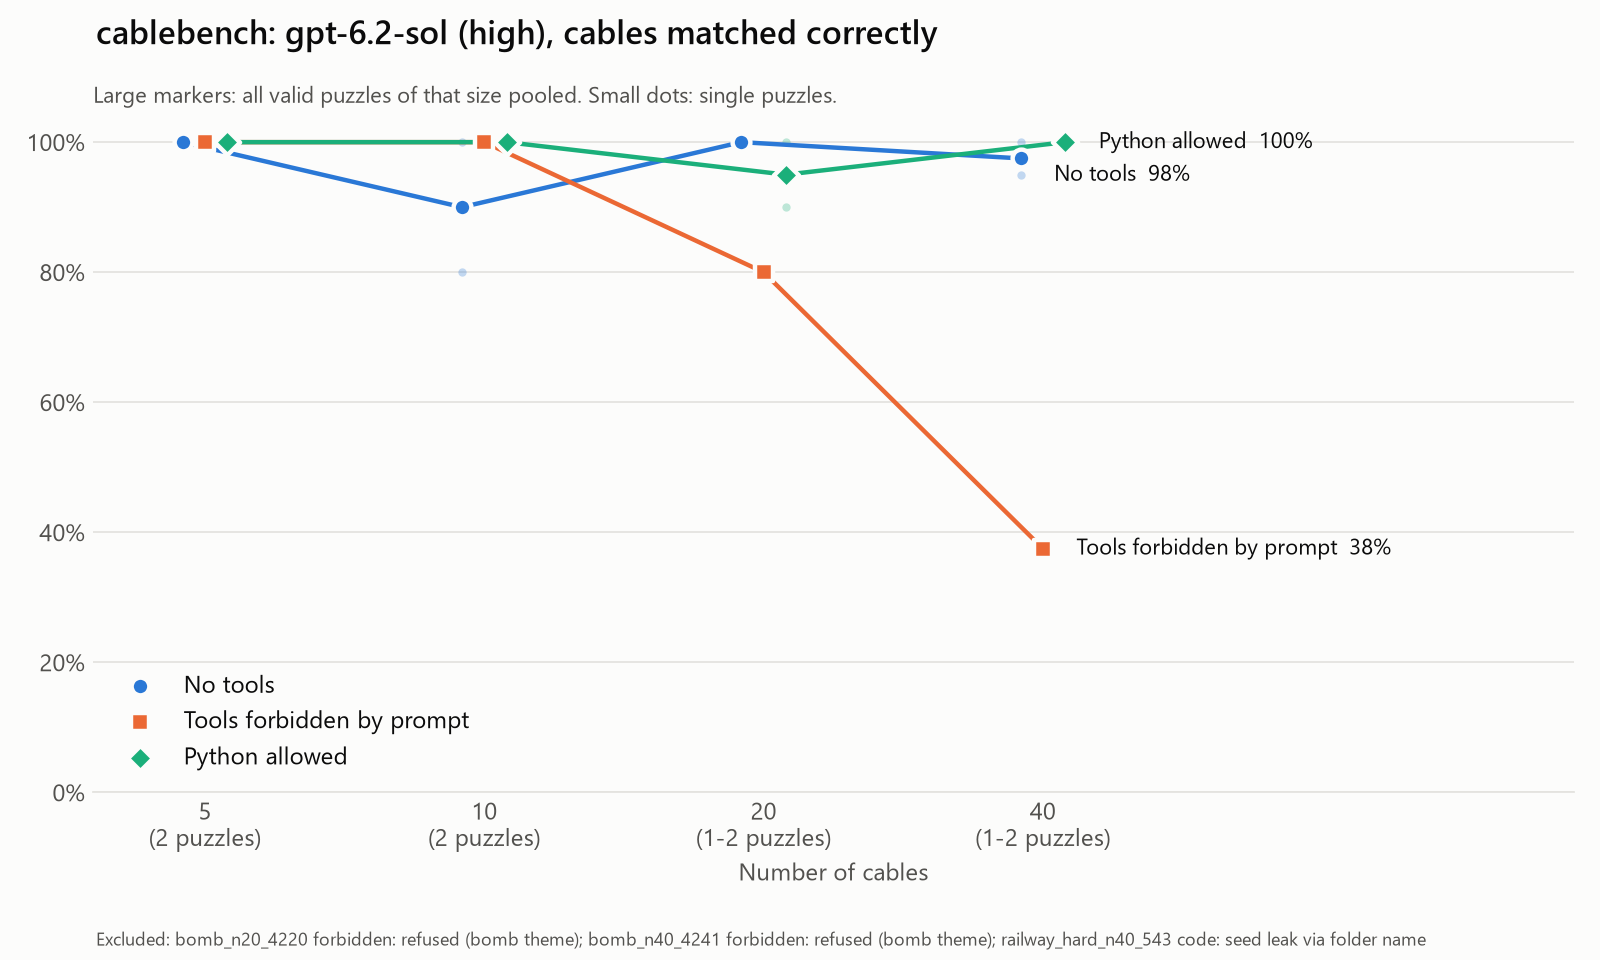 cablebench: gpt-6.2-sol (high), cables matched correctly
Large markers: all valid puzzles of that size pooled. Small dots: single puzzles.
100%
80%
60%
40%
20%
0%
Python allowed 100%
No tools 98%
Tools forbidden by prompt 38%
No tools
Tools forbidden by prompt
Python allowed
5
(2 puzzles)
10
(2 puzzles)
20
(1-2 puzzles)
40
(1-2 puzzles)
Number of cables
Excluded: bomb_n20_4220 forbidden: refused (bomb theme); bomb_n40_4241 forbidden: refused (bomb theme); railway_hard_n40_543 code: seed leak via folder name